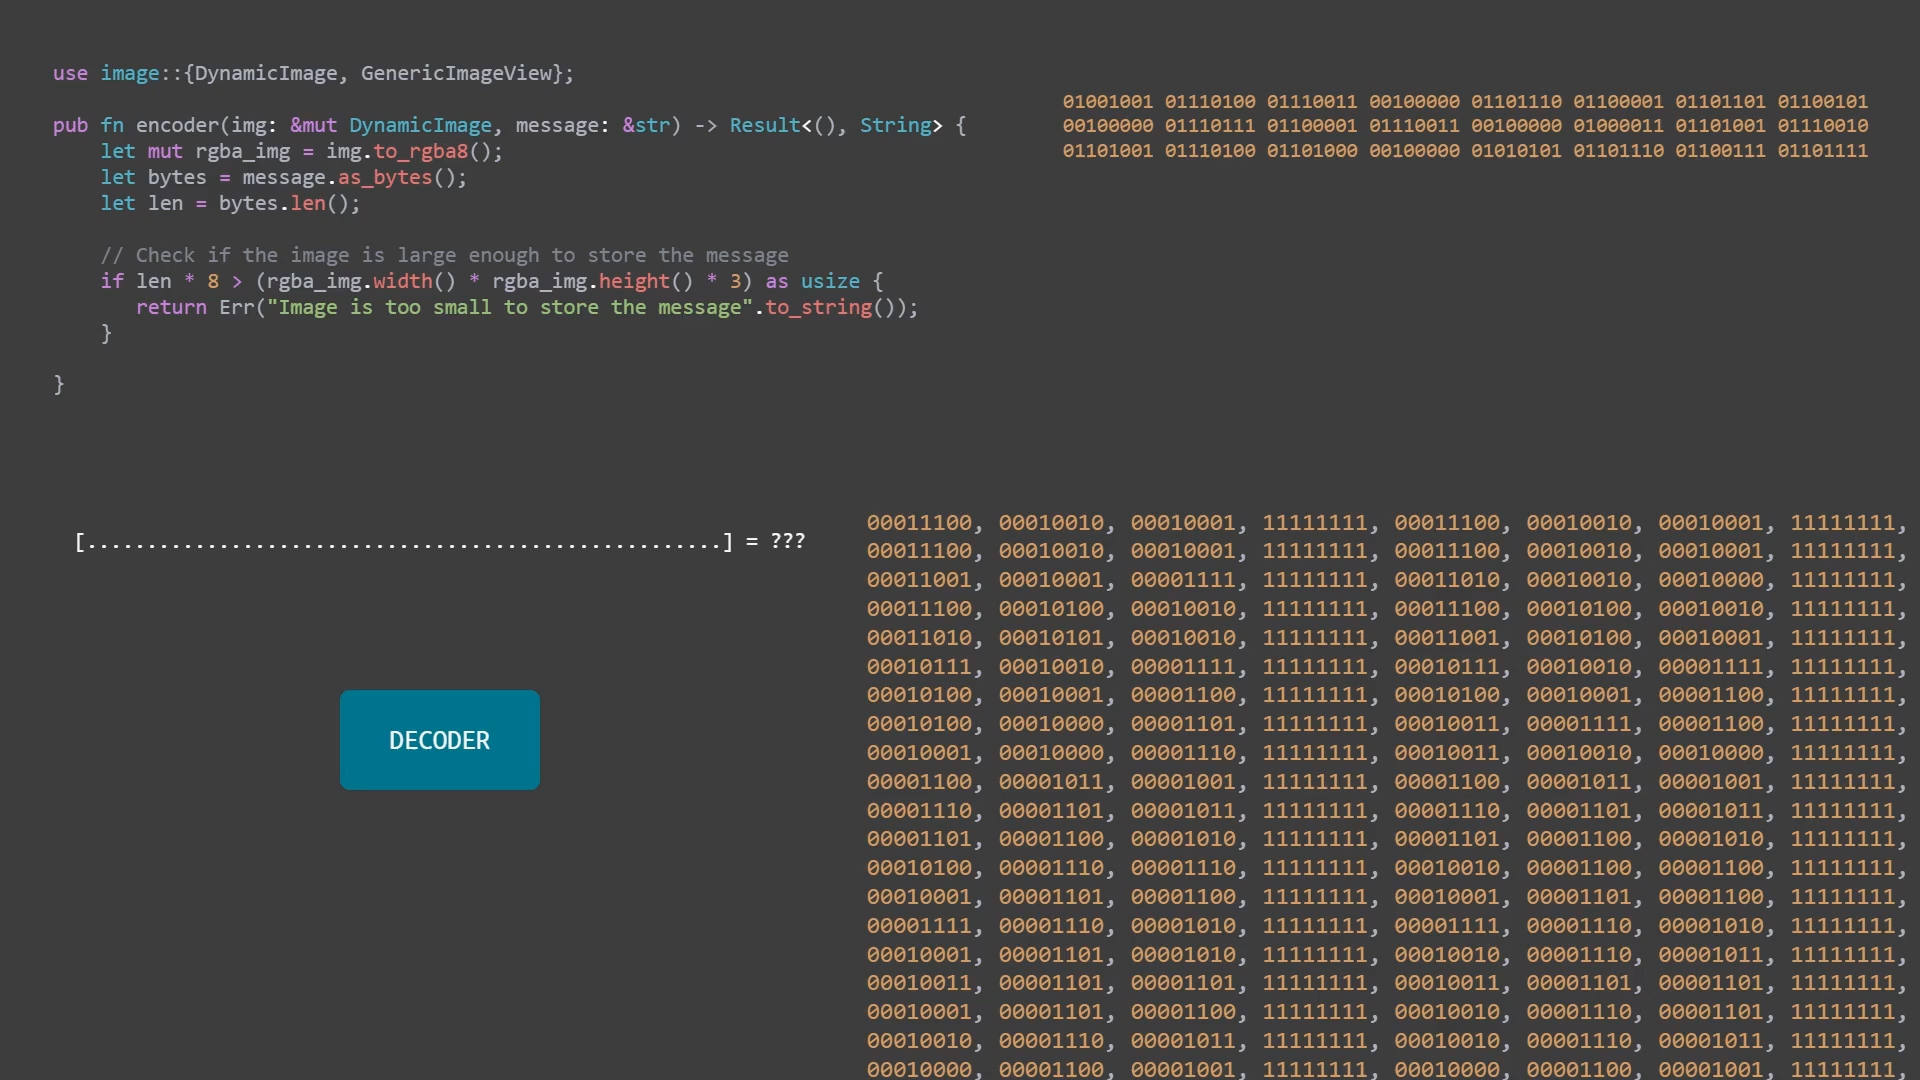 use image::{DynamicImage, GenericImageView};
pub fn encoder(img: &mut DynamicImage, message: &str) -> Result<(), String> {
let mut rgba_img = img.to_rgba8();
let bytes = message.as_bytes();
let len = bytes.len();
// Check if the image is large enough to store the message
if len * 8 > (rgba_img.width() * rgba_img.height() * 3) as usize {
return Err("Image is too small to store the message".to_string());
}
}
01001001 01110100 01110011 00100000 01101110 01100001 01101101 01100101
00100000 01110111 01100001 01110011 00100000 01000011 01101001 01110010
01101001 01110100 01101000 00100000 01010101 01101110 01100111 01101111
[......................................................] = ???
DECODER
00011100, 00010010, 00010001, 11111111, 00011100, 00010010, 00010001, 11111111,
00011100, 00010010, 00010001, 11111111, 00011100, 00010010, 00010001, 11111111,
00011001, 00010001, 00001111, 11111111, 00011010, 00010010, 00010000, 11111111,
00011100, 00010100, 00010010, 11111111, 00011100, 00010100, 00010010, 11111111,
00011010, 00010101, 00010010, 11111111, 00011001, 00010100, 00010001, 11111111,
00010111, 00010010, 00001111, 11111111, 00010111, 00010010, 00001111, 11111111,
00010100, 00010001, 00001100, 11111111, 00010100, 00010001, 00001100, 11111111,
00010100, 00010000, 00001101, 11111111, 00010011, 00001111, 00001100, 11111111,
00010001, 00010000, 00001110, 11111111, 00010011, 00010010, 00010000, 11111111,
00001100, 00001011, 00001001, 11111111, 00001100, 00001011, 00001001, 11111111,
00001110, 00001101, 00001011, 11111111, 00001110, 00001101, 00001011, 11111111,
00001101, 00001100, 00001010, 11111111, 00001101, 00001100, 00001010, 11111111,
00010100, 00001110, 00001110, 11111111, 00010010, 00001100, 00001100, 11111111,
00010001, 00001101, 00001100, 11111111, 00010001, 00001101, 00001100, 11111111,
00001111, 00001110, 00001010, 11111111, 00001111, 00001110, 00001010, 11111111,
00010001, 00001101, 00001010, 11111111, 00010010, 00001110, 00001011, 11111111,
00010011, 00001101, 00001101, 11111111, 00010011, 00001101, 00001101, 11111111,
00010001, 00001101, 00001100, 11111111, 00010010, 00001110, 00001101, 11111111,
00010010, 00001110, 00001011, 11111111, 00010010, 00001110, 00001011, 11111111,
00010000, 00001100, 00001001, 11111111, 00010000, 00001100, 00001001, 11111111,